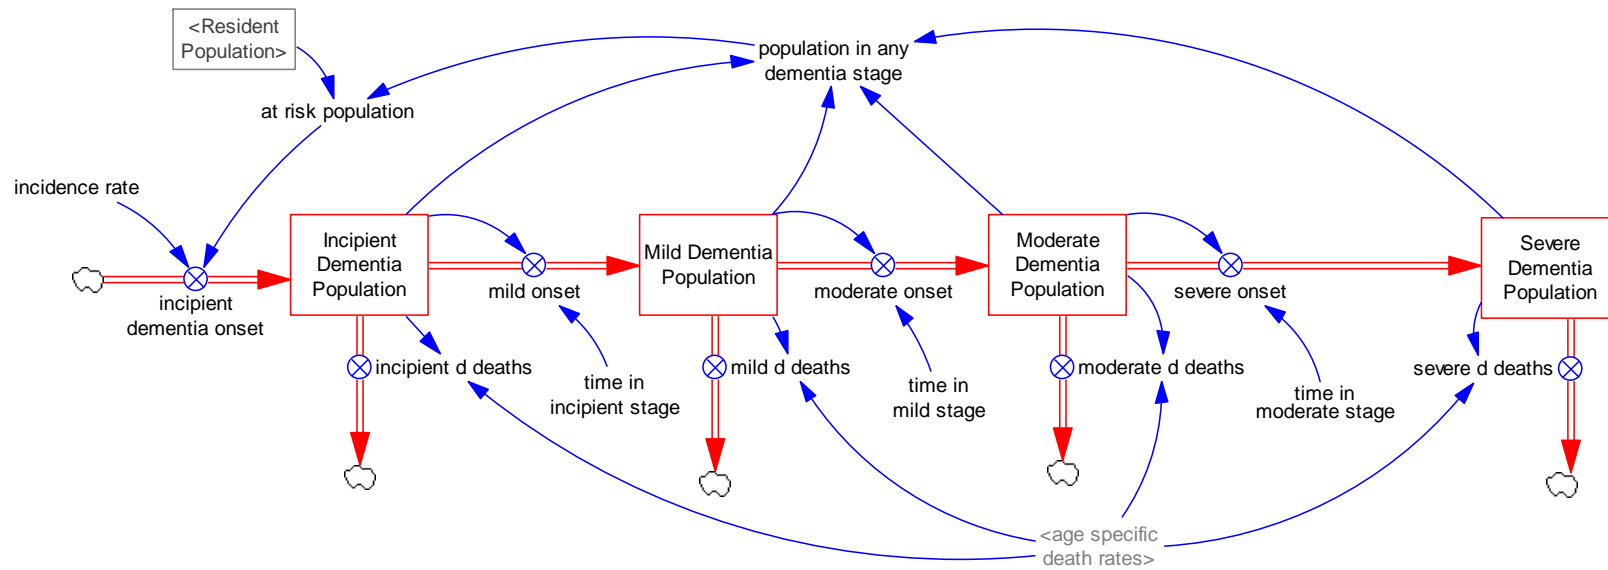 <Resident
Population>
population in any
dementia stage
at risk population
incidence rate
Incipient
Dementia
Population
Mild Dementia
Population
Moderate
Dementia
Population
Severe
Dementia
Population
incipient
dementia onset
mild onset
moderate onset
severe onset
incipient d deaths
mild d deaths
moderate d deaths
severe d deaths
time in
incipient stage
time in
mild stage
time in
moderate stage
<age specific
death rates>